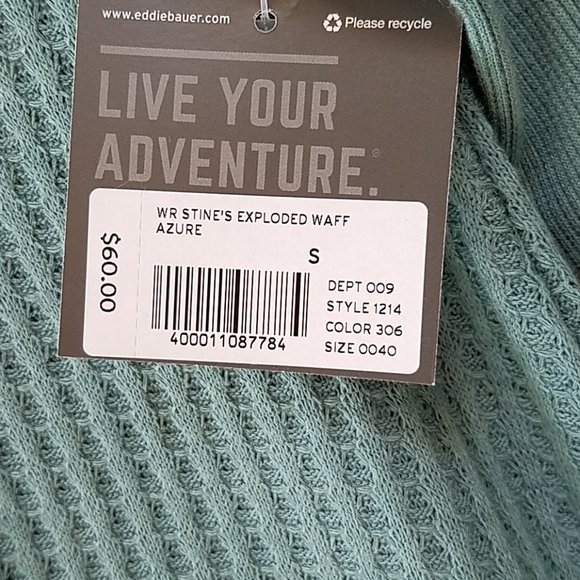 www.eddiebauer.com
Please recycle
LIVE YOUR
ADVENTURE.®
WR STINE'S EXPLODED WAFF
AZURE
S
$60.00
DEPT 009
STYLE 1214
COLOR 306
SIZE 0040
400011087784